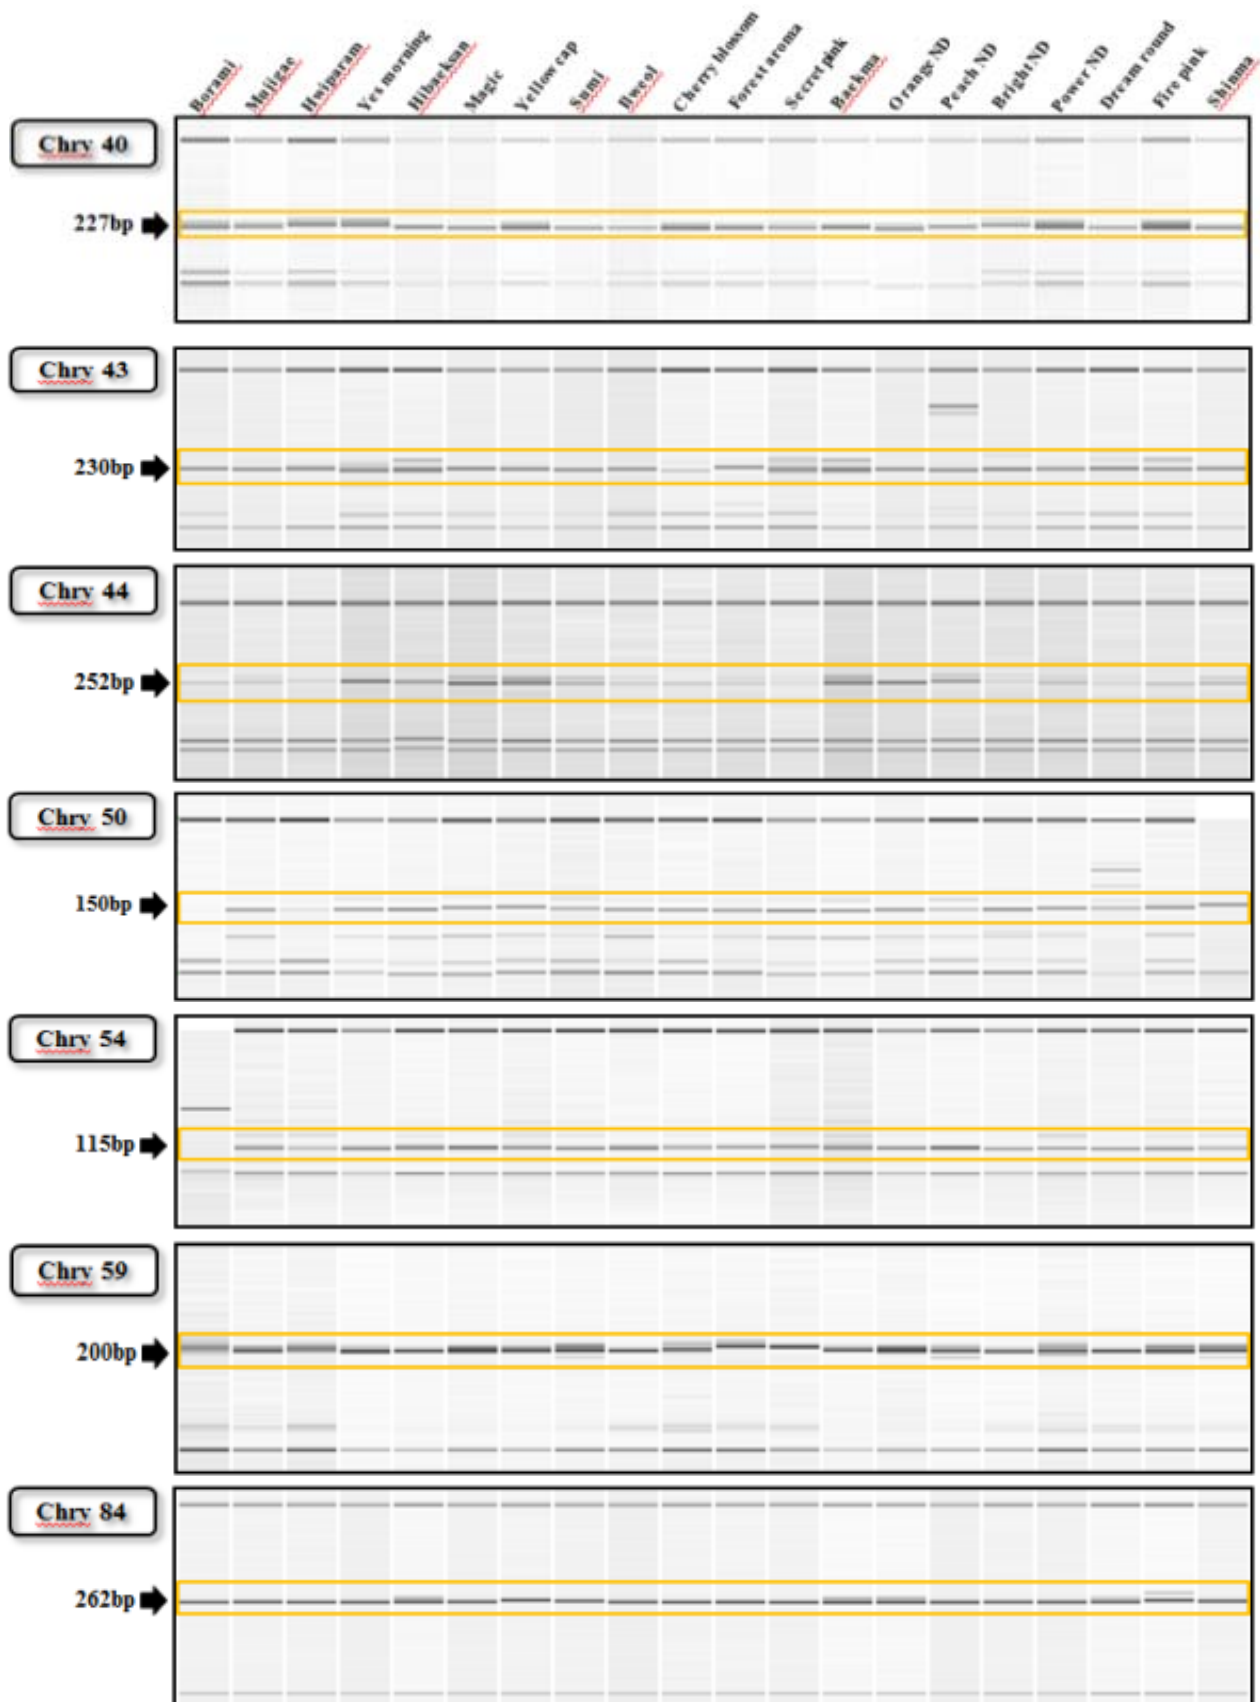 Borami
Mujigae
Hwiparam
Yes morning
Hibaeksan
Magic
Yellow cap
Sumi
Ilweol
Cherry blossom
Forest aroma
Secret pink
Baekma
Orange ND
Peach ND
Bright ND
Power ND
Dream round
Fire pink
Shinma
Chry 40
227bp
Chry 43
230bp
Chry 44
252bp
Chry 50
150bp
Chry 54
115bp
Chry 59
200bp
Chry 84
262bp